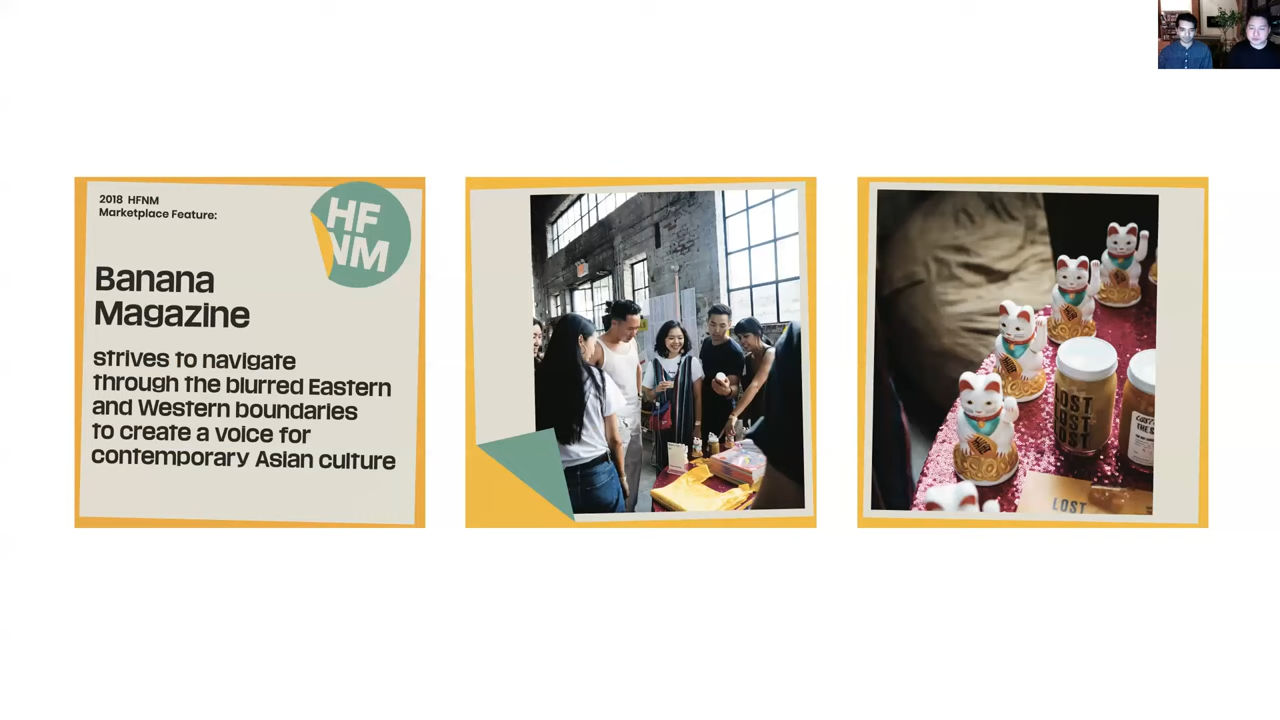 2018 HFNM
Marketplace Feature:
HF
NM
Banana
Magazine
strives to navigate
through the blurred Eastern
and Western boundaries
to create a voice for
contemporary Asian culture
LOST
LOST
LOST
THE S
LOST